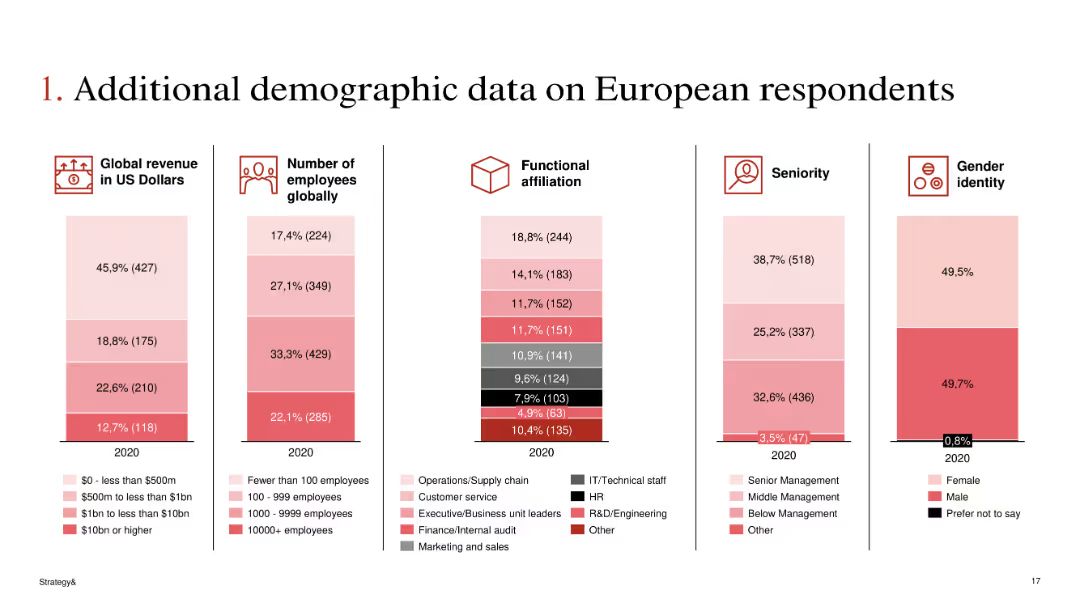 1. Additional demographic data on European respondents
Global revenue
in US Dollars
45,9% (427)
18,8% (175)
22,6% (210)
12,7% (118)
2020
$0 - less than $500m
$500m to less than $1bn
$1bn to less than $10bn
$10bn or higher
Number of
employees
globally
17,4% (224)
27,1% (349)
33,3% (429)
22,1% (285)
2020
Fewer than 100 employees
100 - 999 employees
1000 - 9999 employees
10000+ employees
Functional
affiliation
18,8% (244)
14,1% (183)
11,7% (152)
11,7% (151)
10,9% (141)
9,6% (124)
7,9% (103)
4,9% (63)
10,4% (135)
2020
Operations/Supply chain
Customer service
Executive/Business unit leaders
Finance/Internal audit
Marketing and sales
IT/Technical staff
HR
R&D/Engineering
Other
Seniority
38,7% (518)
25,2% (337)
32,6% (436)
3,5% (47)
2020
Senior Management
Middle Management
Below Management
Other
Gender
identity
49,5%
49,7%
0,8%
2020
Female
Male
Prefer not to say
Strategy&
17